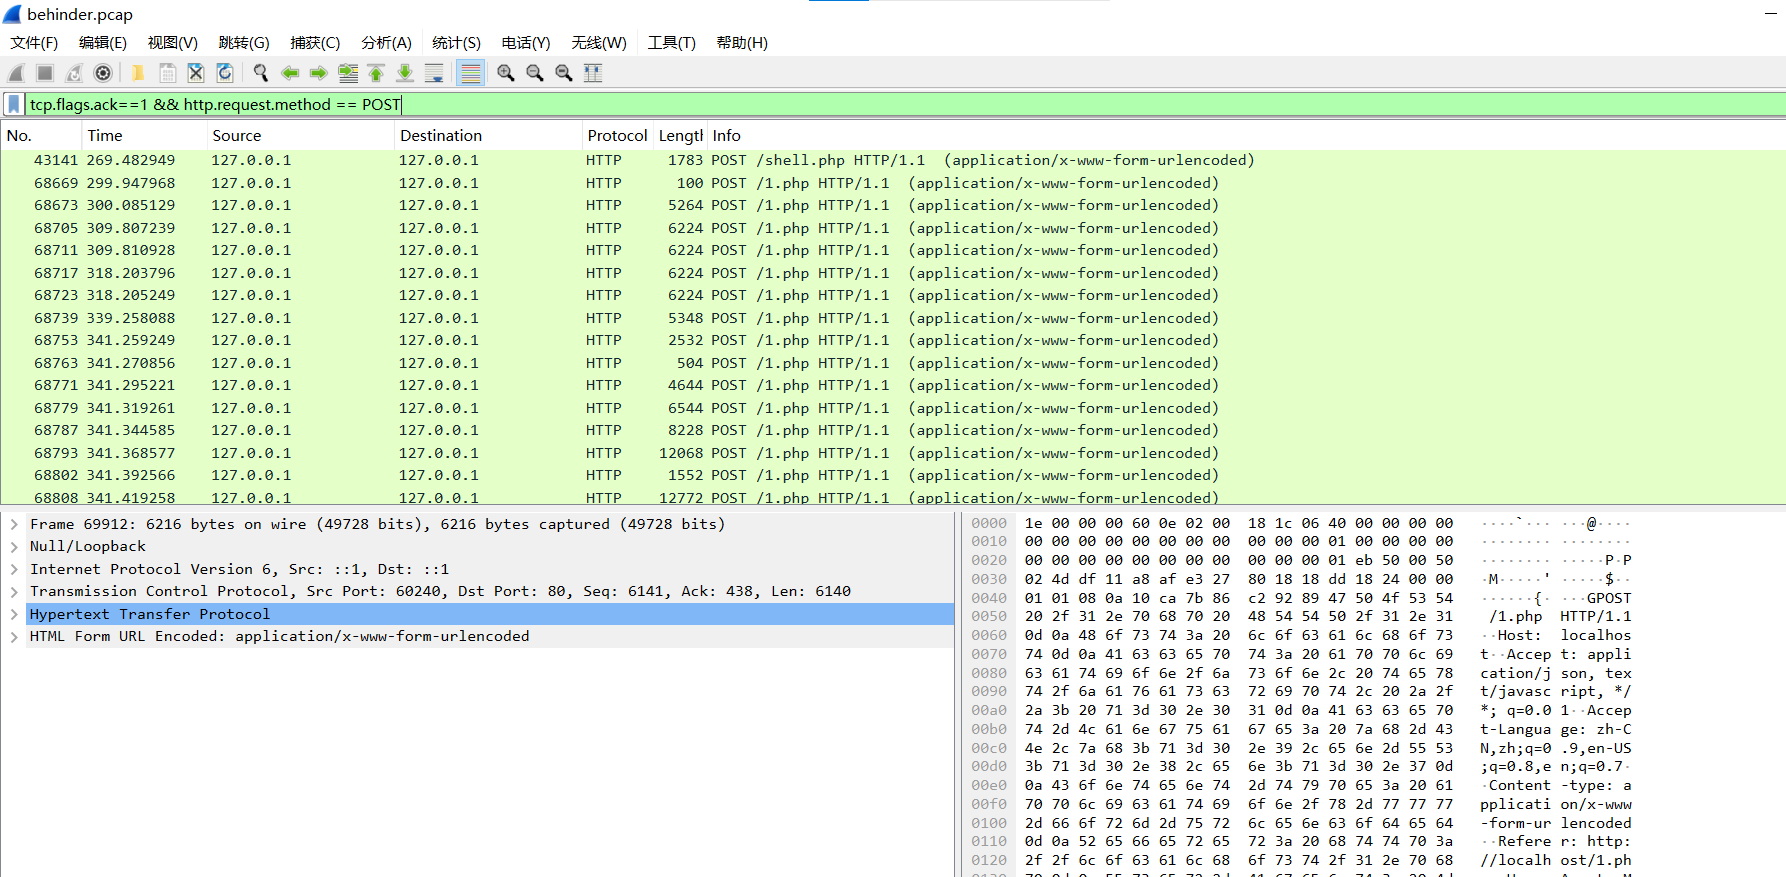 behinder.pcap
文件(F) 编辑(E) 视图(V) 跳转(G) 捕获(C) 分析(A) 统计(S) 电话(Y) 无线(W) 工具(T) 帮助(H)
tcp.flags.ack==1 && http.request.method == POST
No. Time Source Destination Protocol Length Info
43141 269.482949 127.0.0.1 127.0.0.1 HTTP 1783 POST /shell.php HTTP/1.1 (application/x-www-form-urlencoded)
68669 299.947968 127.0.0.1 127.0.0.1 HTTP 100 POST /1.php HTTP/1.1 (application/x-www-form-urlencoded)
68673 300.085129 127.0.0.1 127.0.0.1 HTTP 5264 POST /1.php HTTP/1.1 (application/x-www-form-urlencoded)
68705 309.807239 127.0.0.1 127.0.0.1 HTTP 6224 POST /1.php HTTP/1.1 (application/x-www-form-urlencoded)
68711 309.810928 127.0.0.1 127.0.0.1 HTTP 6224 POST /1.php HTTP/1.1 (application/x-www-form-urlencoded)
68717 318.203796 127.0.0.1 127.0.0.1 HTTP 6224 POST /1.php HTTP/1.1 (application/x-www-form-urlencoded)
68723 318.205249 127.0.0.1 127.0.0.1 HTTP 6224 POST /1.php HTTP/1.1 (application/x-www-form-urlencoded)
68739 339.258088 127.0.0.1 127.0.0.1 HTTP 5348 POST /1.php HTTP/1.1 (application/x-www-form-urlencoded)
68753 341.259249 127.0.0.1 127.0.0.1 HTTP 2532 POST /1.php HTTP/1.1 (application/x-www-form-urlencoded)
68763 341.270856 127.0.0.1 127.0.0.1 HTTP 504 POST /1.php HTTP/1.1 (application/x-www-form-urlencoded)
68771 341.295221 127.0.0.1 127.0.0.1 HTTP 4644 POST /1.php HTTP/1.1 (application/x-www-form-urlencoded)
68779 341.319261 127.0.0.1 127.0.0.1 HTTP 6544 POST /1.php HTTP/1.1 (application/x-www-form-urlencoded)
68787 341.344585 127.0.0.1 127.0.0.1 HTTP 8228 POST /1.php HTTP/1.1 (application/x-www-form-urlencoded)
68793 341.368577 127.0.0.1 127.0.0.1 HTTP 12068 POST /1.php HTTP/1.1 (application/x-www-form-urlencoded)
68802 341.392566 127.0.0.1 127.0.0.1 HTTP 1552 POST /1.php HTTP/1.1 (application/x-www-form-urlencoded)
68808 341.419258 127.0.0.1 127.0.0.1 HTTP 12772 POST /1.php HTTP/1.1 (application/x-www-form-urlencoded)
Frame 69912: 6216 bytes on wire (49728 bits), 6216 bytes captured (49728 bits)
Null/Loopback
Internet Protocol Version 6, Src: ::1, Dst: ::1
Transmission Control Protocol, Src Port: 60240, Dst Port: 80, Seq: 6141, Ack: 438, Len: 6140
Hypertext Transfer Protocol
HTML Form URL Encoded: application/x-www-form-urlencoded
0000 1e 00 00 00 60 0e 02 00 18 1c 06 40 00 00 00 00 ····`··· ···@····
0010 00 00 00 00 00 00 00 00 00 00 00 01 00 00 00 00 ········ ········
0020 00 00 00 00 00 00 00 00 00 00 00 01 eb 50 00 50 ········ ·····P·P
0030 02 4d df 11 a8 af e3 27 80 18 18 dd 18 24 00 00 ·M·····' ·····$··
0040 01 01 08 0a 10 ca 7b 86 c2 92 89 47 50 4f 53 54 ······{· ···GPOST
0050 20 2f 31 2e 70 68 70 20 48 54 54 50 2f 31 2e 31 /1.php HTTP/1.1
0060 0d 0a 48 6f 73 74 3a 20 6c 6f 63 61 6c 68 6f 73 ··Host: localhos
0070 74 0d 0a 41 63 63 65 70 74 3a 20 61 70 70 6c 69 t··Accep t: appli
0080 63 61 74 69 6f 6e 2f 6a 73 6f 6e 2c 20 74 65 78 cation/j son, tex
0090 74 2f 6a 61 76 61 73 63 72 69 70 74 2c 20 2a 2f t/javasc ript, */
00a0 2a 3b 20 71 3d 30 2e 30 31 0d 0a 41 63 63 65 70 *; q=0.0 1··Accep
00b0 74 2d 4c 61 6e 67 75 61 67 65 3a 20 7a 68 2d 43 t-Langua ge: zh-C
00c0 4e 2c 7a 68 3b 71 3d 30 2e 39 2c 65 6e 2d 55 53 N,zh;q=0 .9,en-US
00d0 3b 71 3d 30 2e 38 2c 65 6e 3b 71 3d 30 2e 37 0d ;q=0.8,e n;q=0.7·
00e0 0a 43 6f 6e 74 65 6e 74 2d 74 79 70 65 3a 20 61 ·Content -type: a
00f0 70 70 6c 69 63 61 74 69 6f 6e 2f 78 2d 77 77 77 pplicati on/x-www
0100 2d 66 6f 72 6d 2d 75 72 6c 65 6e 63 6f 64 65 64 -form-ur lencoded
0110 0d 0a 52 65 66 65 72 65 72 3a 20 68 74 74 70 3a ··Refere r: http:
0120 2f 2f 6c 6f 63 61 6c 68 6f 73 74 2f 31 2e 70 68 //localh ost/1.ph